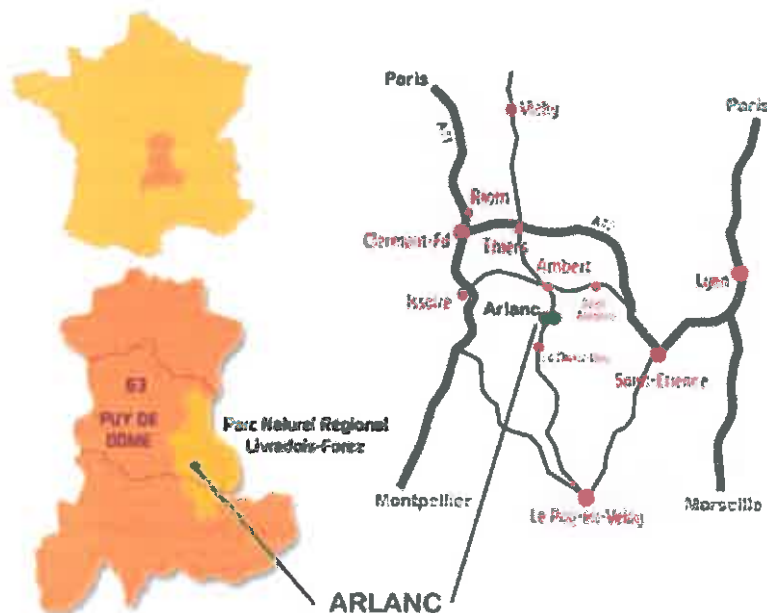 Paris
Vichy
Paris
Riom
Clermont-Fd
Thiers
Ambert
Lyon
Issoire
Arlanc
Saint-Etienne
63
PUY DE
DOME
Parc Naturel Régional
Livradois-Forez
Montpellier
Le Puy-en-Velay
Marseille
ARLANC